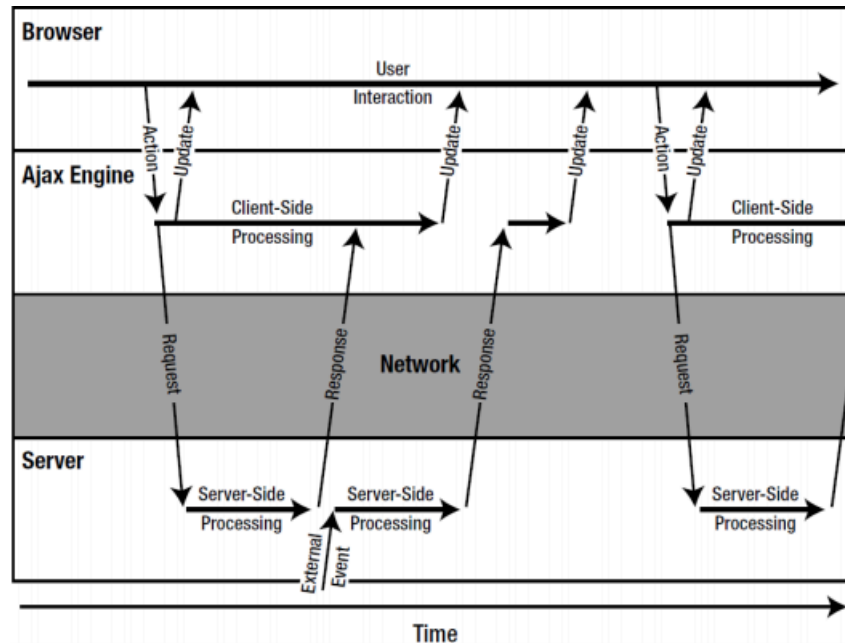 Browser
User
Interaction
Action
Update
Update
Update
Action
Update
Ajax Engine
Client-Side
Processing
Client-Side
Processing
Request
Response
Network
Response
Request
Server
Server-Side
Processing
Server-Side
Processing
Server-Side
Processing
External
Event
Time